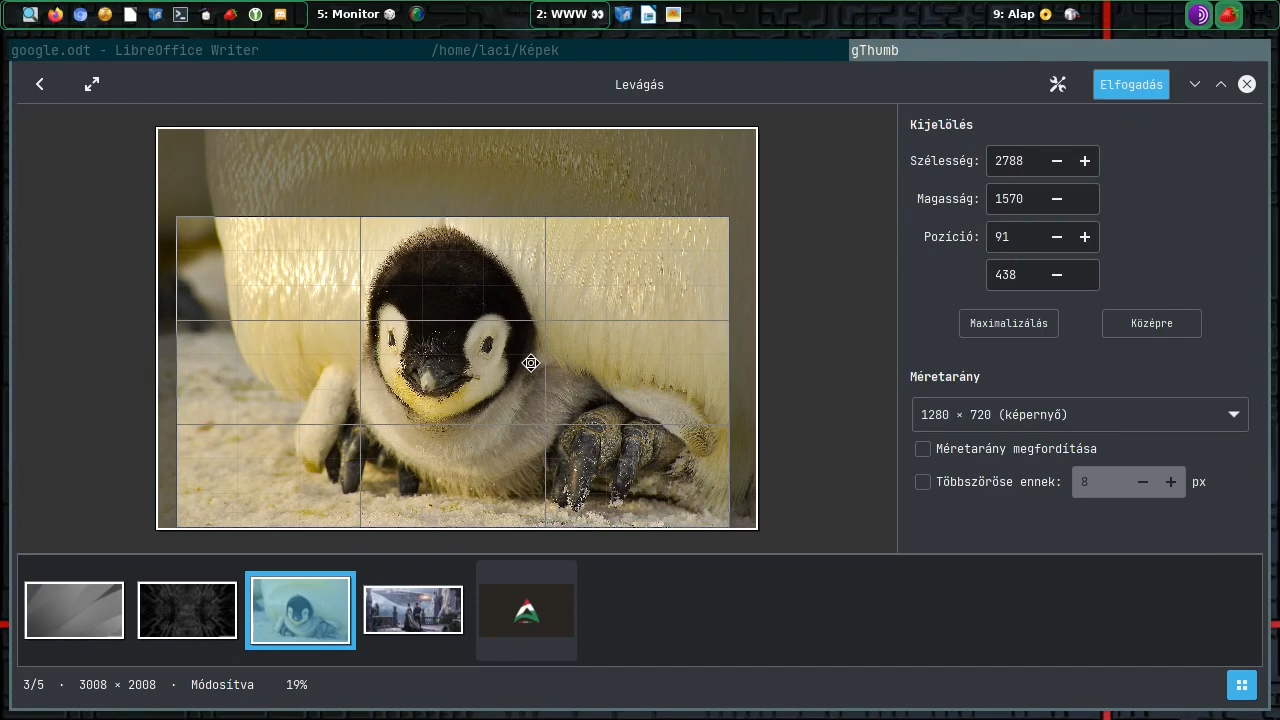 5: Monitor
2: WWW
9: Alap
google.odt - LibreOffice Writer
/home/laci/Képek
gThumb
Levágás
Elfogadás
Kijelölés
Szélesség: 2788
Magasság: 1570
Pozíció: 91
438
Maximalizálás
Középre
Méretarány
1280 × 720 (képernyő)
Méretarány megfordítása
Többszöröse ennek: 8 px
3/5 · 3008 × 2008 · Módosítva 19%